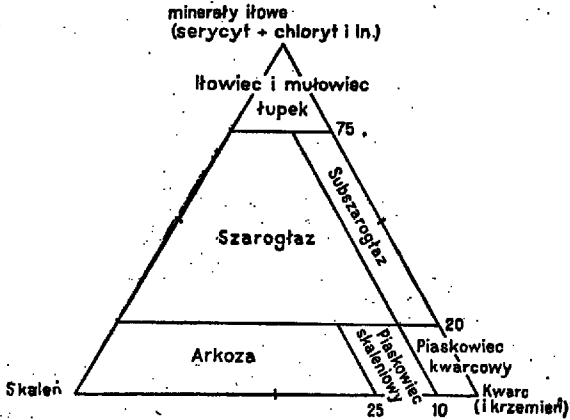 minerały iłowe
(serycyt + chloryt i in.)
Iłowiec i mułowiec
łupek
75
Subszarogłaz
Szarogłaz
20
Arkoza
Piaskowiec
skaleniowy
Piaskowiec
kwarcowy
Skaleń
25
10
Kwarc
(i krzemień)